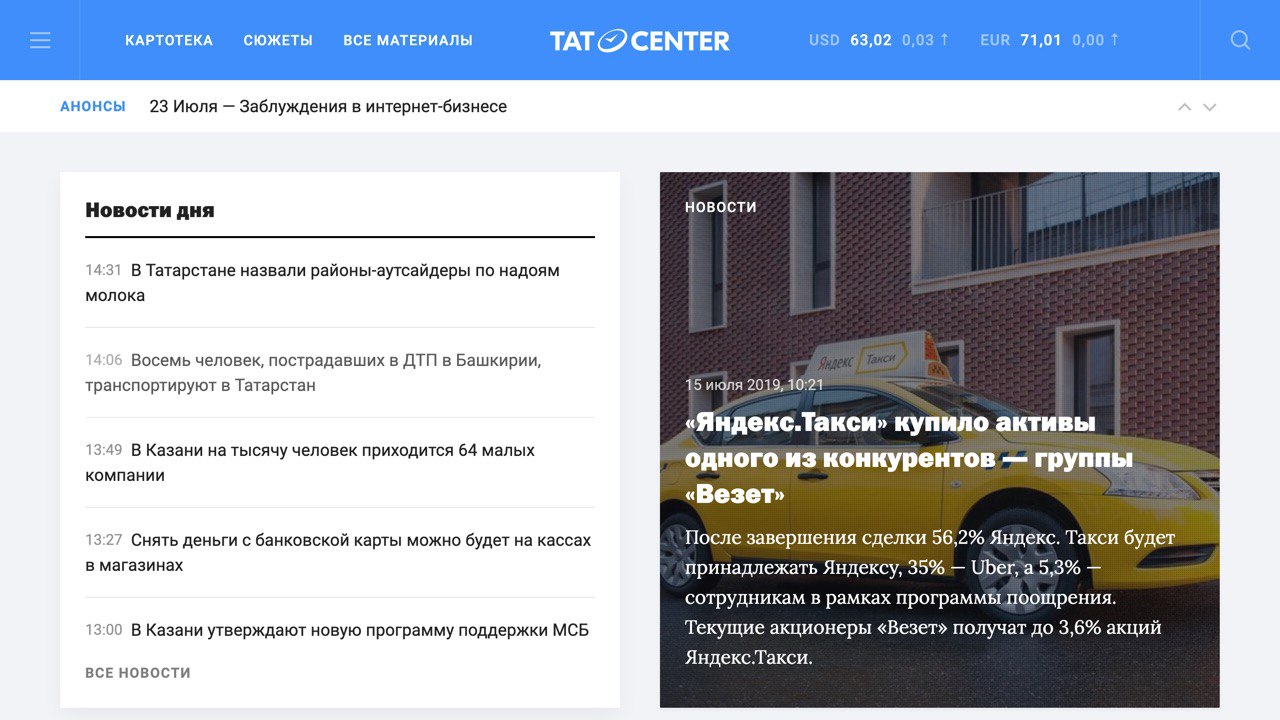 КАРТОТЕКА СЮЖЕТЫ ВСЕ МАТЕРИАЛЫ TATCENTER USD 63,02 0,03 ↑ EUR 71,01 0,00 ↑
АНОНСЫ 23 Июля — Заблуждения в интернет-бизнесе
Новости дня
14:31 В Татарстане назвали районы-аутсайдеры по надоям
молока
14:06 Восемь человек, пострадавших в ДТП в Башкирии,
транспортируют в Татарстан
13:49 В Казани на тысячу человек приходится 64 малых
компании
13:27 Снять деньги с банковской карты можно будет на кассах
в магазинах
13:00 В Казани утверждают новую программу поддержки МСБ
ВСЕ НОВОСТИ
НОВОСТИ
Яндекс Такси
15 июля 2019, 10:21
«Яндекс.Такси» купило активы
одного из конкурентов — группы
«Везет»
После завершения сделки 56,2% Яндекс. Такси будет
принадлежать Яндексу, 35% — Uber, а 5,3% —
сотрудникам в рамках программы поощрения.
Текущие акционеры «Везет» получат до 3,6% акций
Яндекс.Такси.